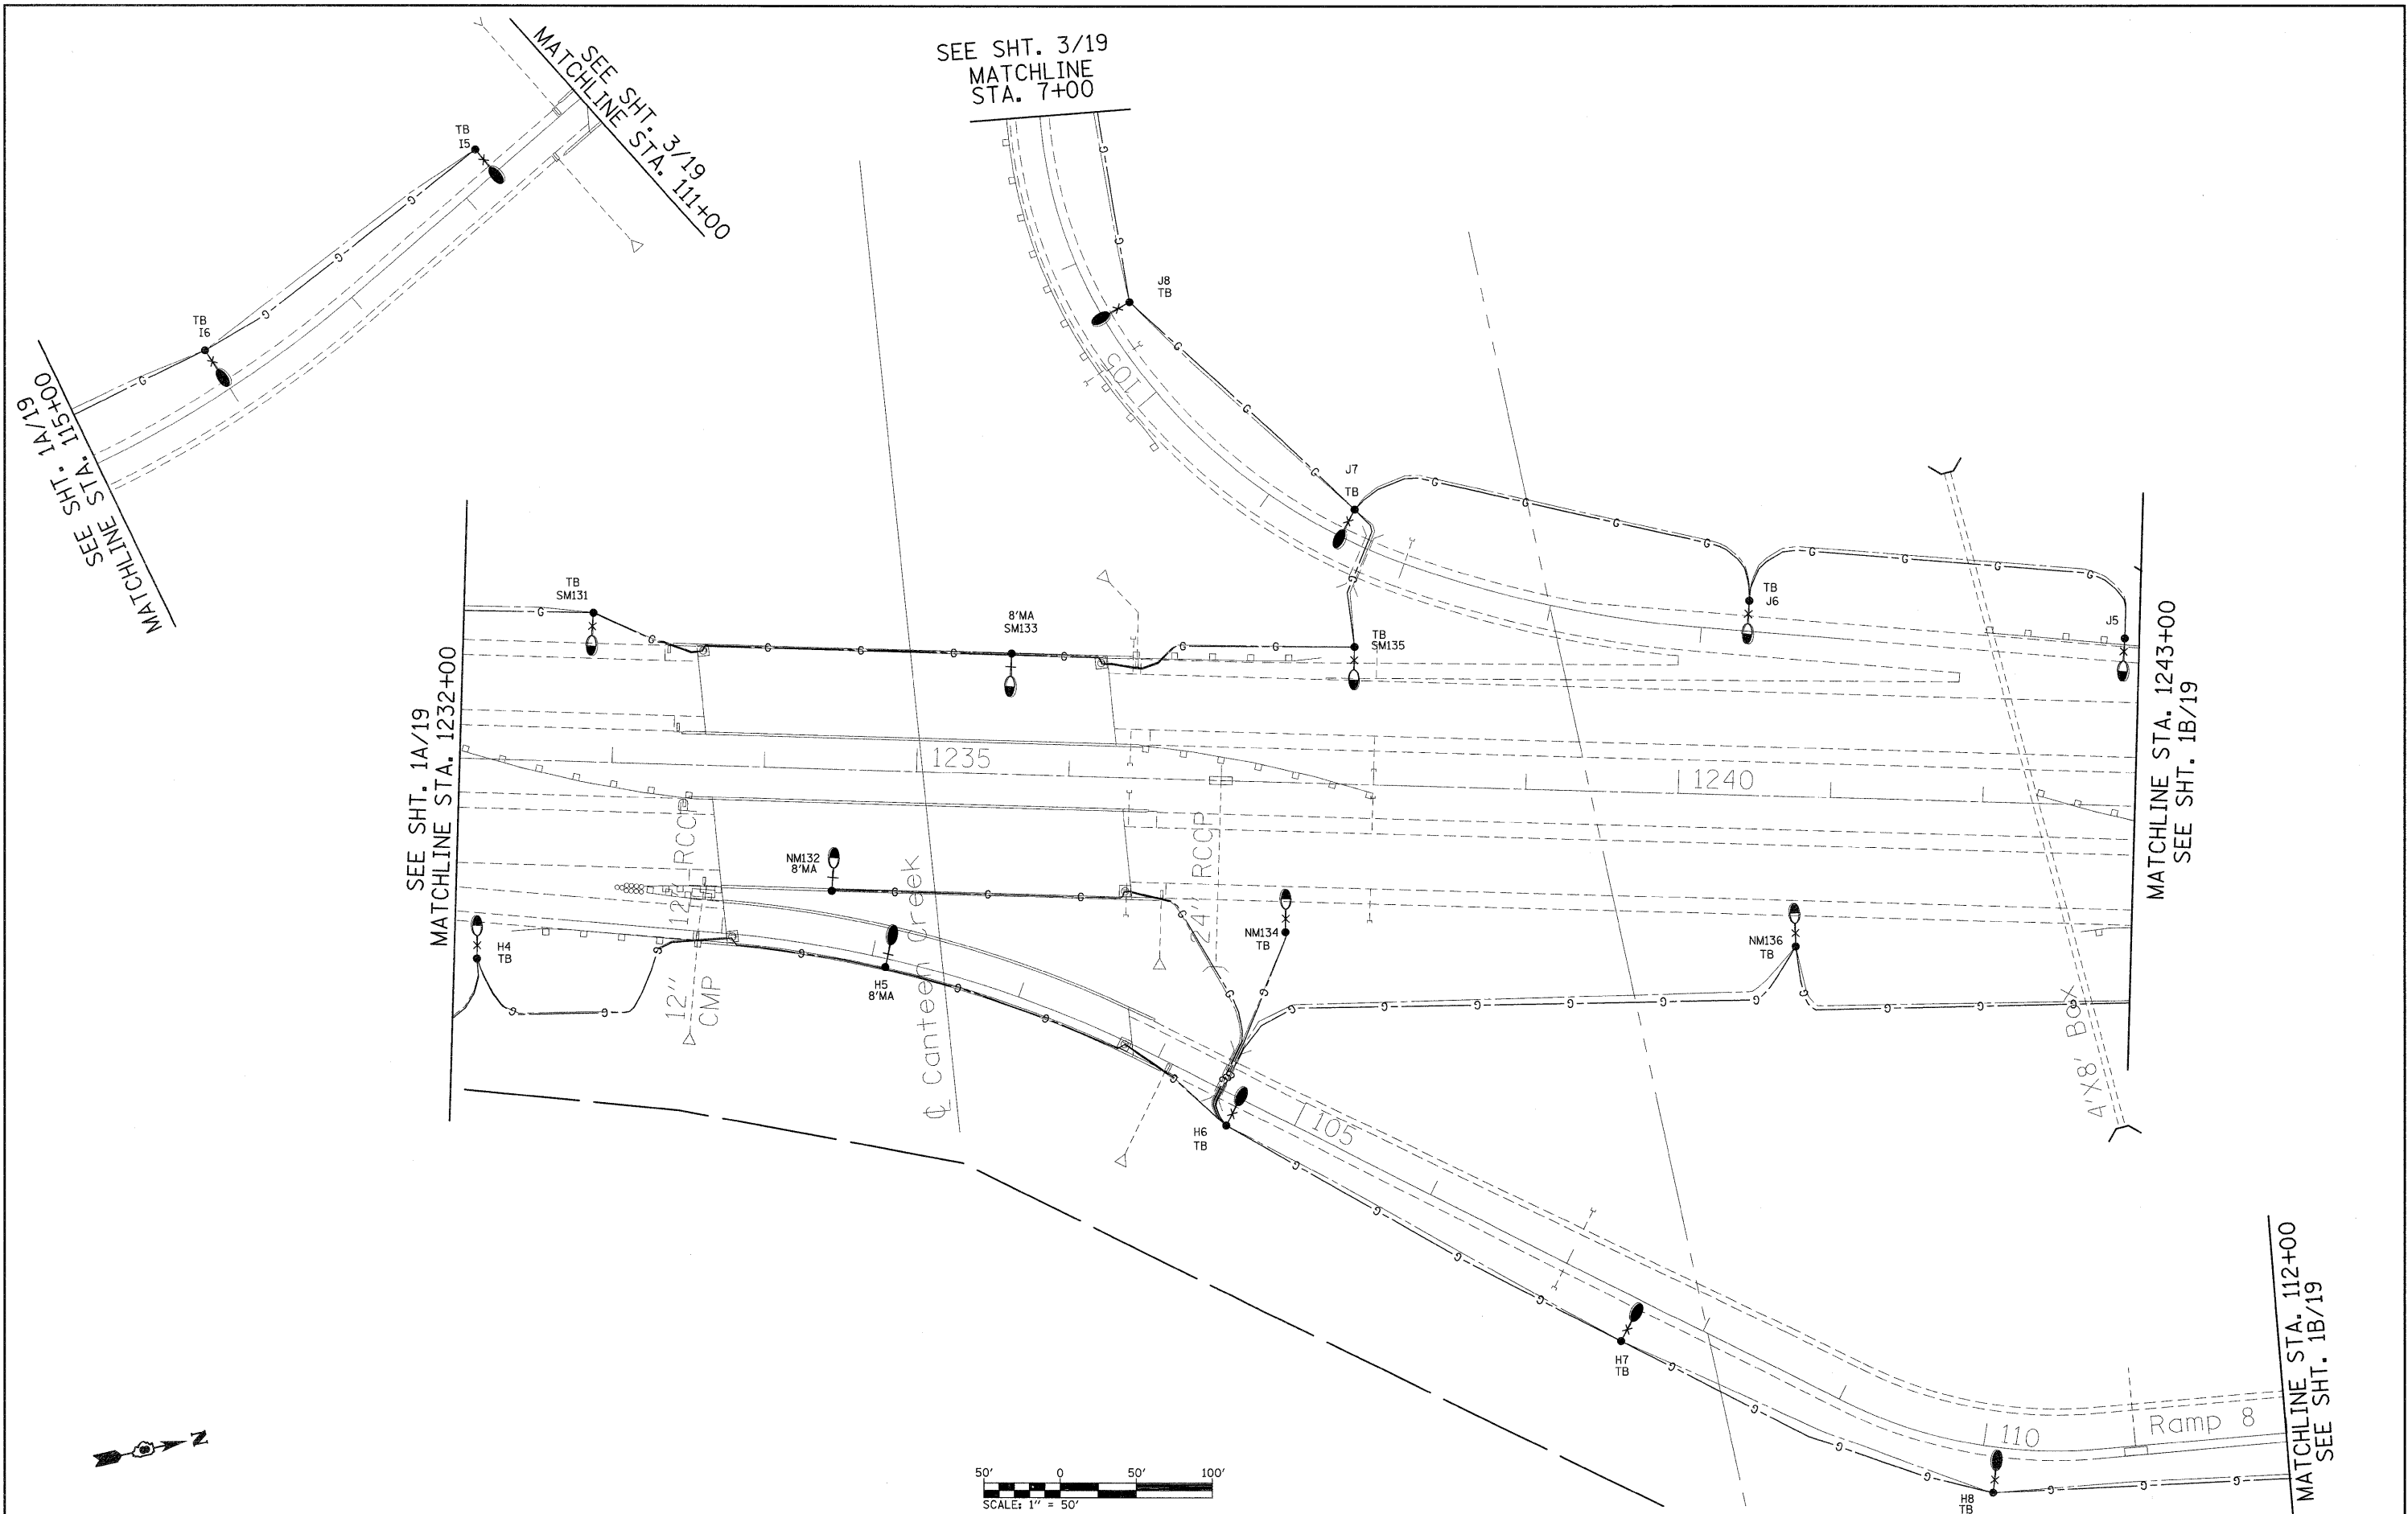 SEE SHT. 3/19
MATCHLINE STA. 111+00
SEE SHT. 3/19
MATCHLINE
STA. 7+00
TB
I5
TB
I6
SEE SHT. 1A/19
MATCHLINE STA. 115+00
J8
TB
105
J7
TB
TB
J6
J5
TB
SM131
8'MA
SM133
TB
SM135
SEE SHT. 1A/19
MATCHLINE STA. 1232+00
MATCHLINE STA. 1243+00
SEE SHT. 1B/19
1235
1240
12" RCCP
24" RCCP
NM132
8'MA
NM134
TB
NM136
TB
H4
TB
H5
8'MA
12"
CMP
℄ Canteen Creek
4'X8' Box
H6
TB
105
H7
TB
110
Ramp 8
H8
TB
MATCHLINE STA. 112+00
SEE SHT. 1B/19
N
50' 0 50' 100'
SCALE: 1" = 50'
G G G G G G G G G G G G G G G G G G G G